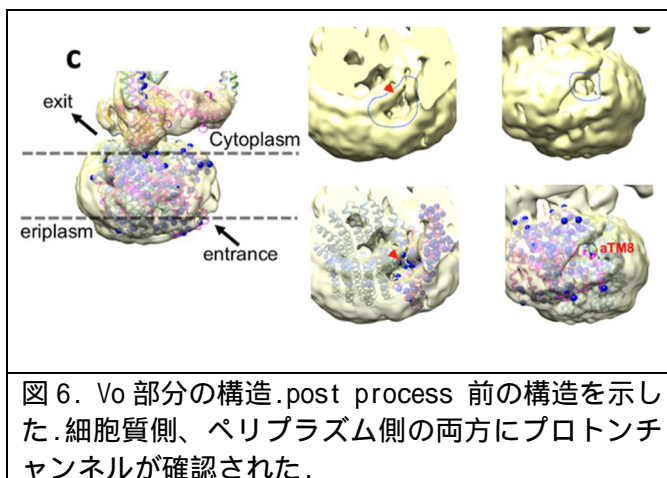 c
exit
Cytoplasm
eriplasm
entrance
aTM8
図 6. Vo 部分の構造.post process 前の構造を示し
た.細胞質側、ペリプラズム側の両方にプロトンチ
ャンネルが確認された.